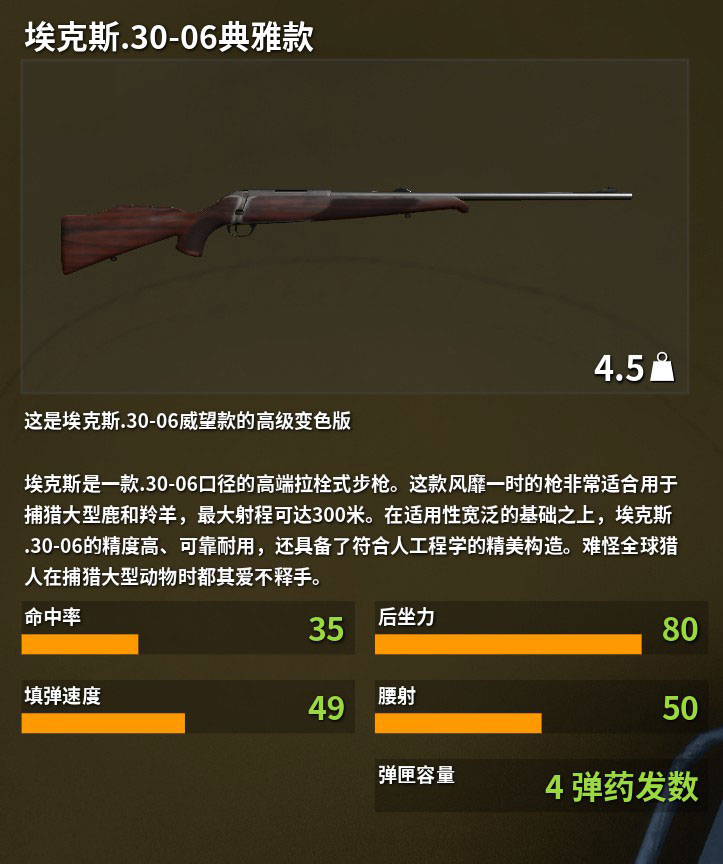 埃克斯.30-06典雅款
4.5
这是埃克斯.30-06威望款的高级变色版
埃克斯是一款.30-06口径的高端拉栓式步枪。这款风靡一时的枪非常适合用于
捕猎大型鹿和羚羊，最大射程可达300米。在适用性宽泛的基础之上，埃克斯
.30-06的精度高、可靠耐用，还具备了符合人工程学的精美构造。难怪全球猎
人在捕猎大型动物时都其爱不释手。
命中率 35
后坐力 80
填弹速度 49
腰射 50
弹匣容量 4 弹药发数